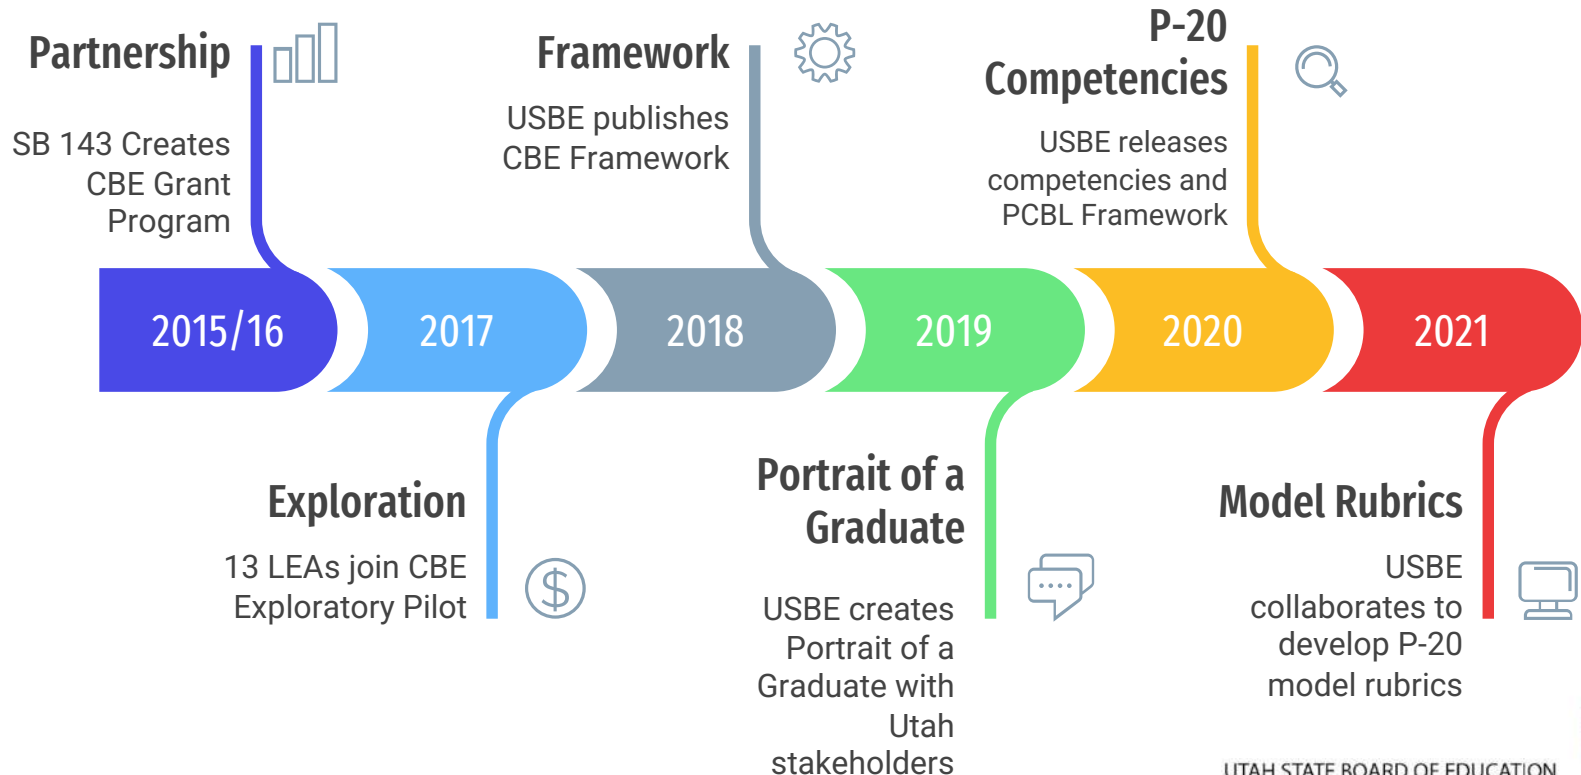 Partnership
SB 143 Creates
CBE Grant
Program
Framework
USBE publishes
CBE Framework
P-20
Competencies
USBE releases
competencies and
PCBL Framework
2015/16
2017
2018
2019
2020
2021
Exploration
13 LEAs join CBE
Exploratory Pilot
Portrait of a
Graduate
USBE creates
Portrait of a
Graduate with
Utah
stakeholders
Model Rubrics
USBE
collaborates to
develop P-20
model rubrics
UTAH STATE BOARD OF EDUCATION